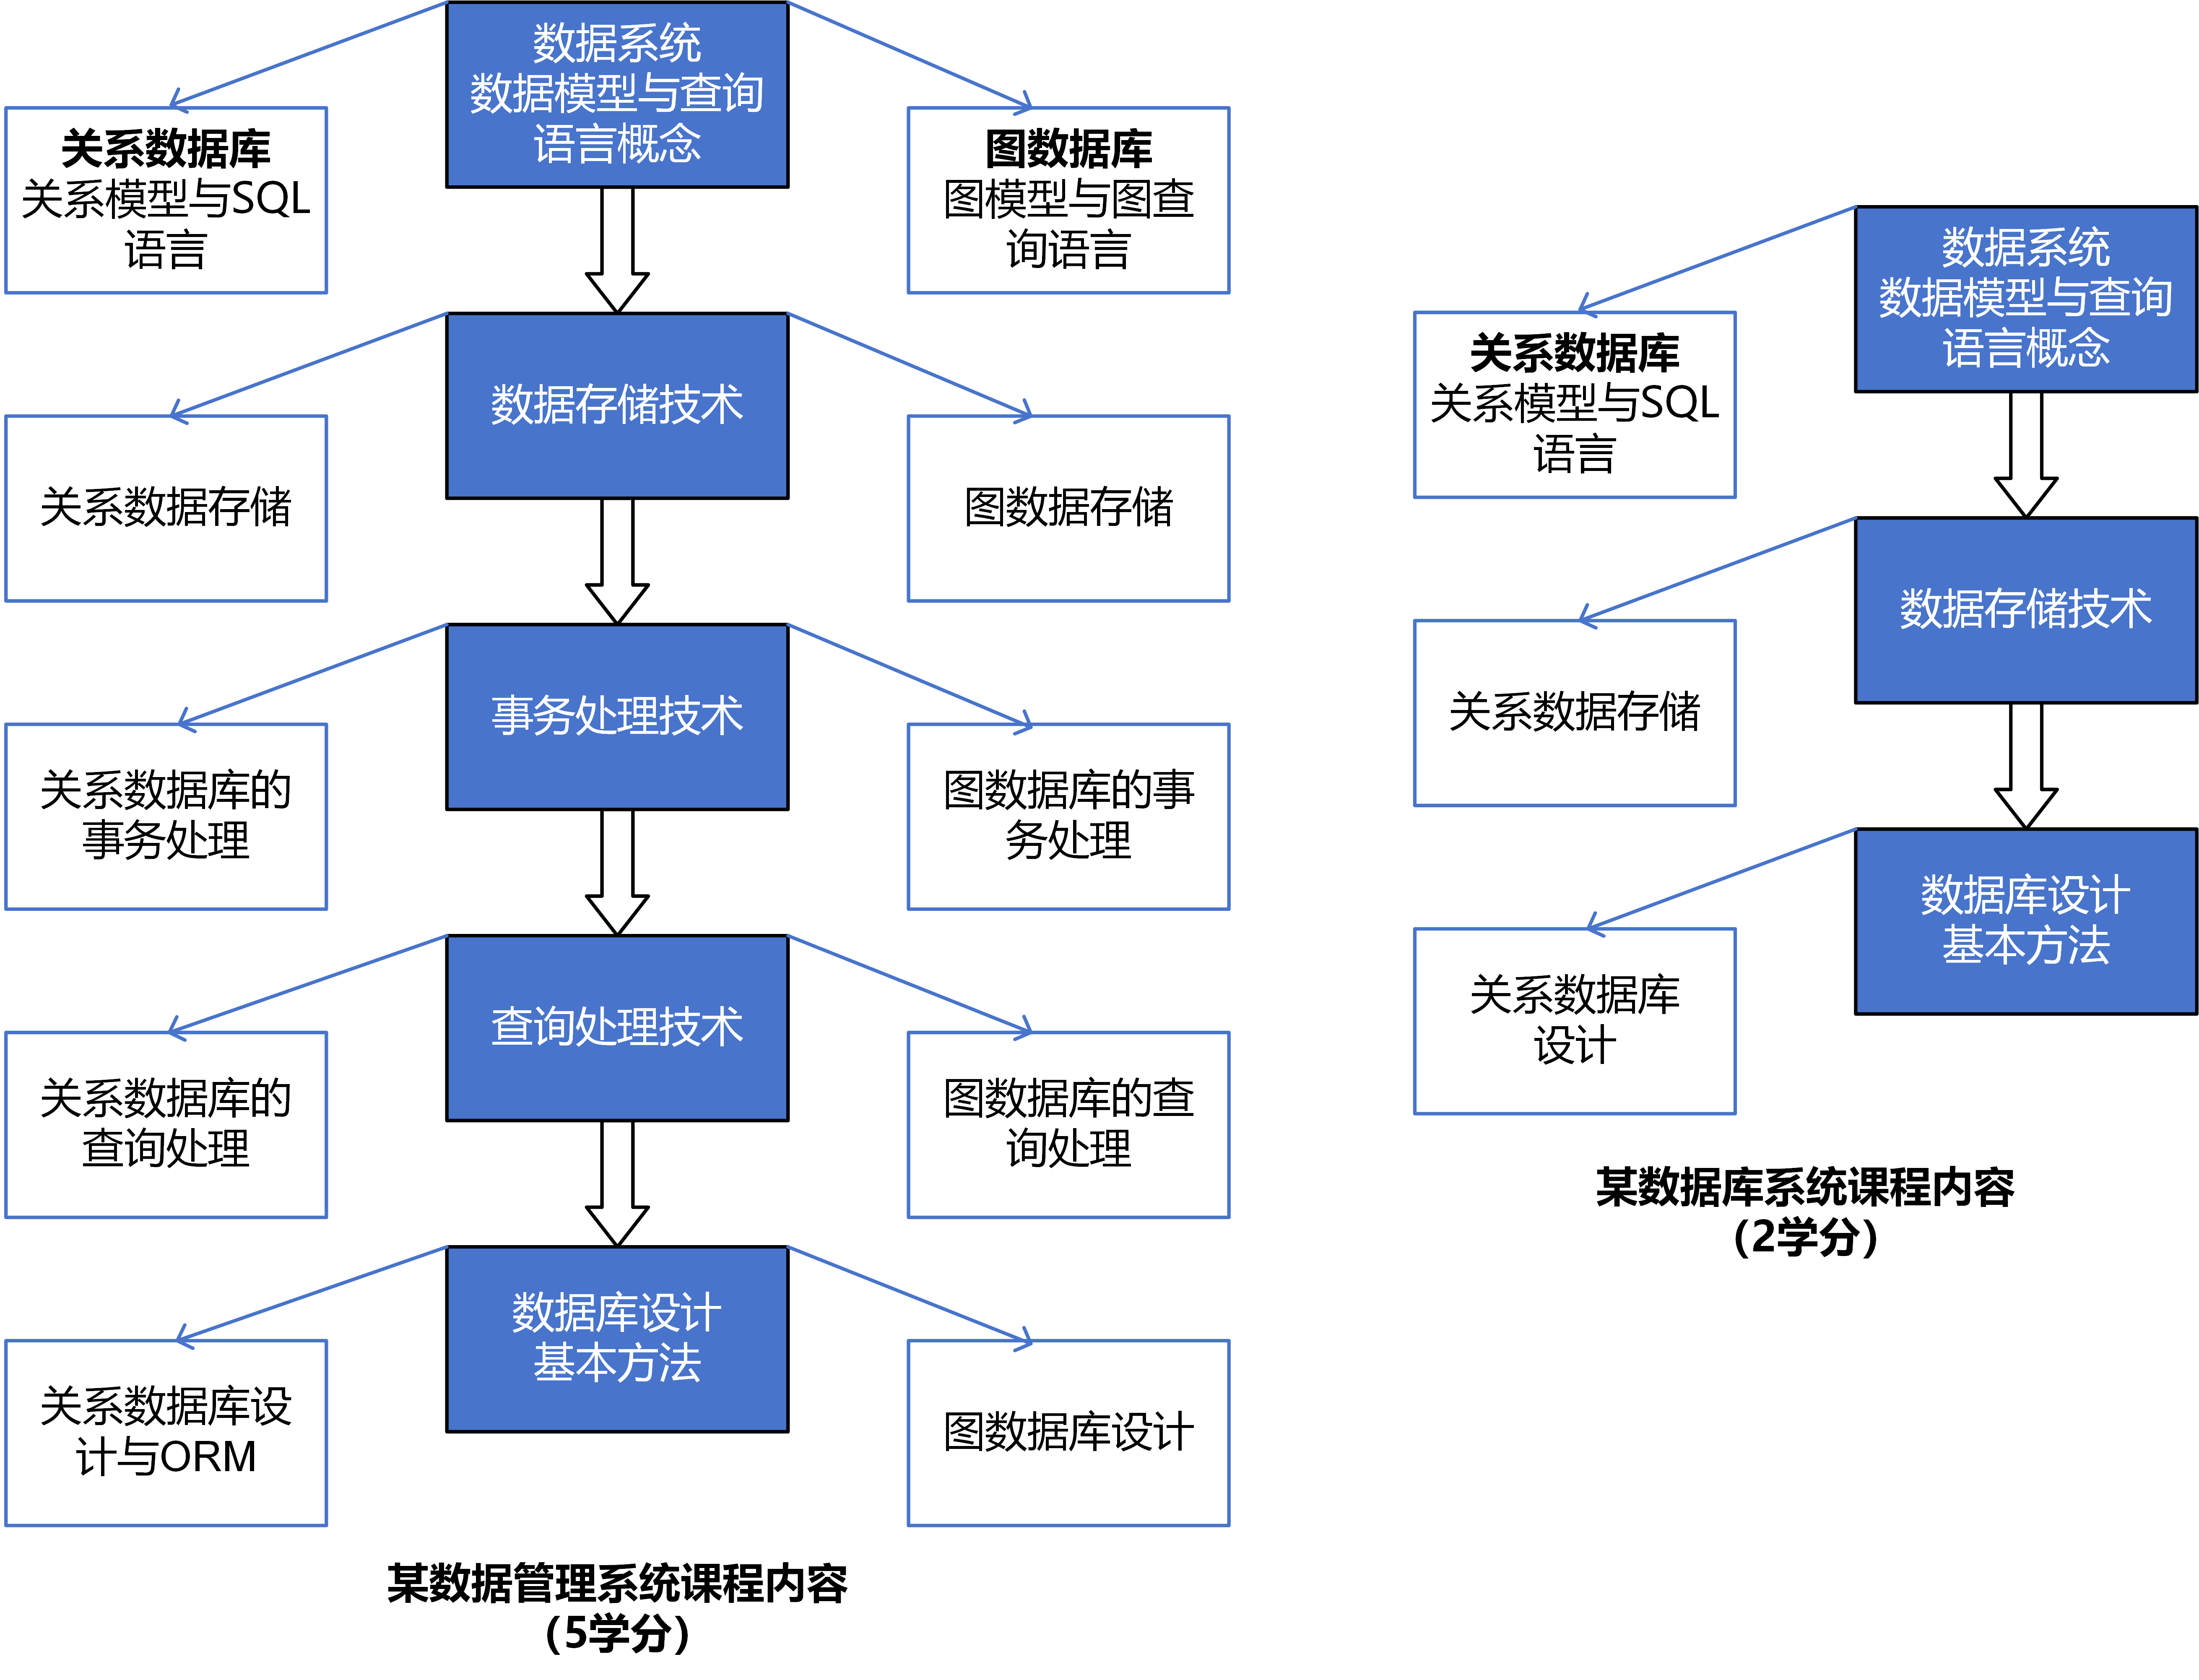 数据系统
数据模型与查询
语言概念
关系数据库
关系模型与SQL
语言
图数据库
图模型与图查
询语言
数据存储技术
关系数据存储
图数据存储
事务处理技术
关系数据库的
事务处理
图数据库的事
务处理
查询处理技术
关系数据库的
查询处理
图数据库的查
询处理
数据库设计
基本方法
关系数据库设
计与ORM
图数据库设计
某数据管理系统课程内容
（5学分）
数据系统
数据模型与查询
语言概念
关系数据库
关系模型与SQL
语言
数据存储技术
关系数据存储
数据库设计
基本方法
关系数据库
设计
某数据库系统课程内容
（2学分）